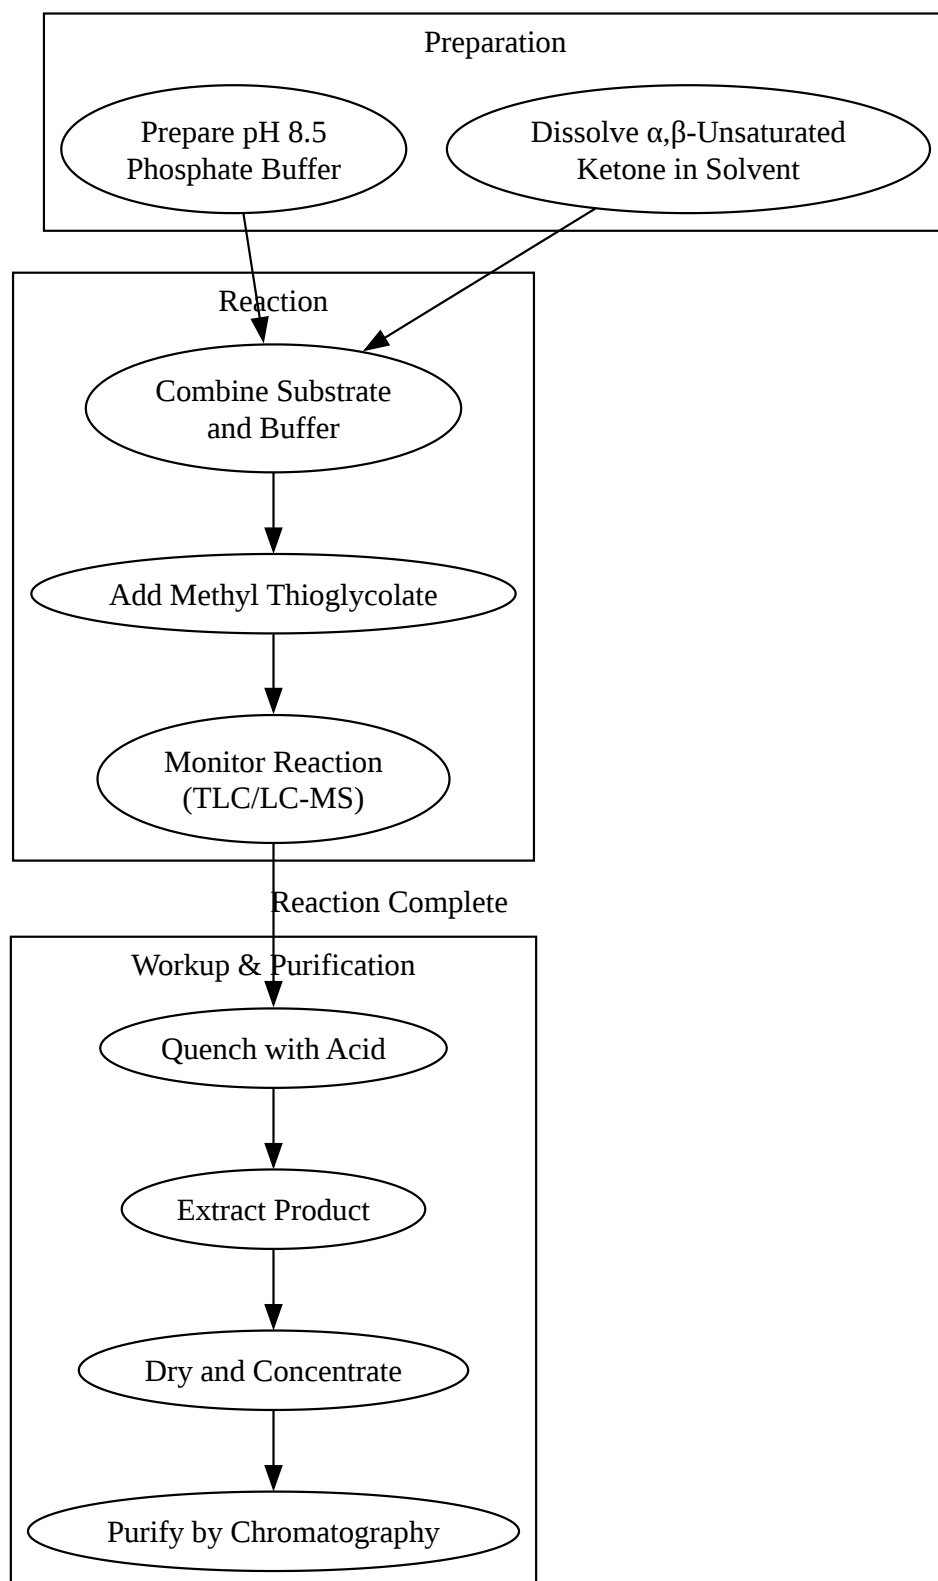 Preparation
Prepare pH 8.5
Phosphate Buffer
Dissolve α,β-Unsaturated
Ketone in Solvent
Reaction
Combine Substrate
and Buffer
Add Methyl Thioglycolate
Monitor Reaction
(TLC/LC-MS)
Reaction Complete
Workup & Purification
Quench with Acid
Extract Product
Dry and Concentrate
Purify by Chromatography